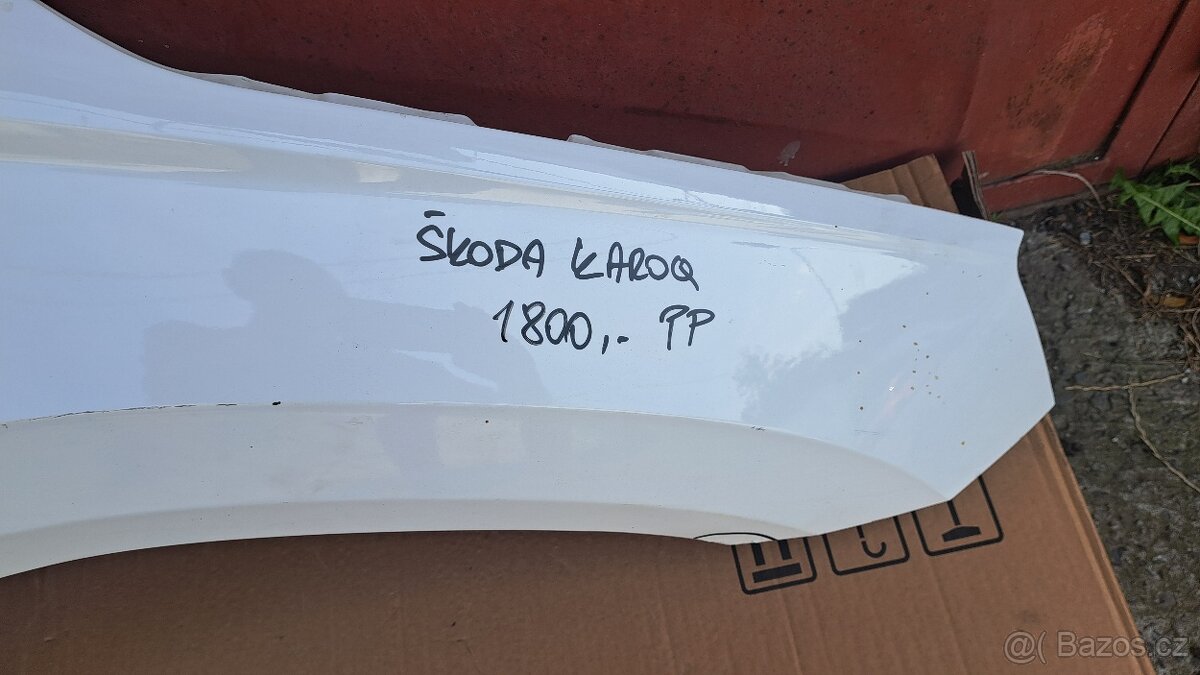 ŠKODA KAROQ
1800,- PP
@( Bazos.cz